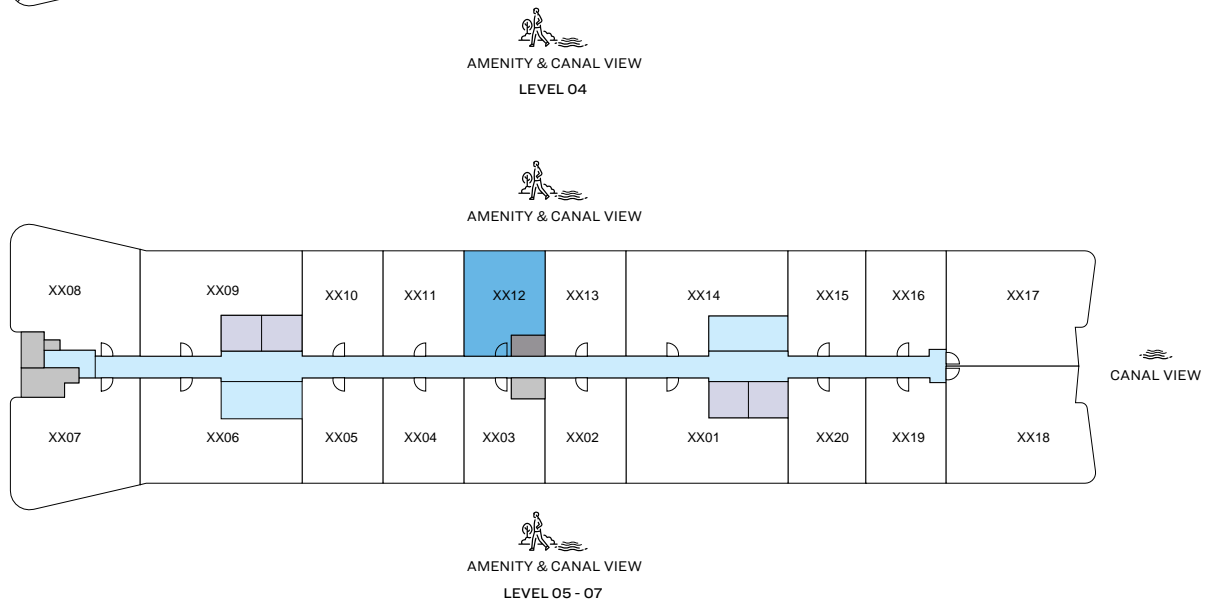 AMENITY & CANAL VIEW
LEVEL 04
AMENITY & CANAL VIEW
XX08
XX09
XX10
XX11
XX12
XX13
XX14
XX15
XX16
XX17
CANAL VIEW
XX07
XX06
XX05
XX04
XX03
XX02
XX01
XX20
XX19
XX18
AMENITY & CANAL VIEW
LEVEL 05 - 07